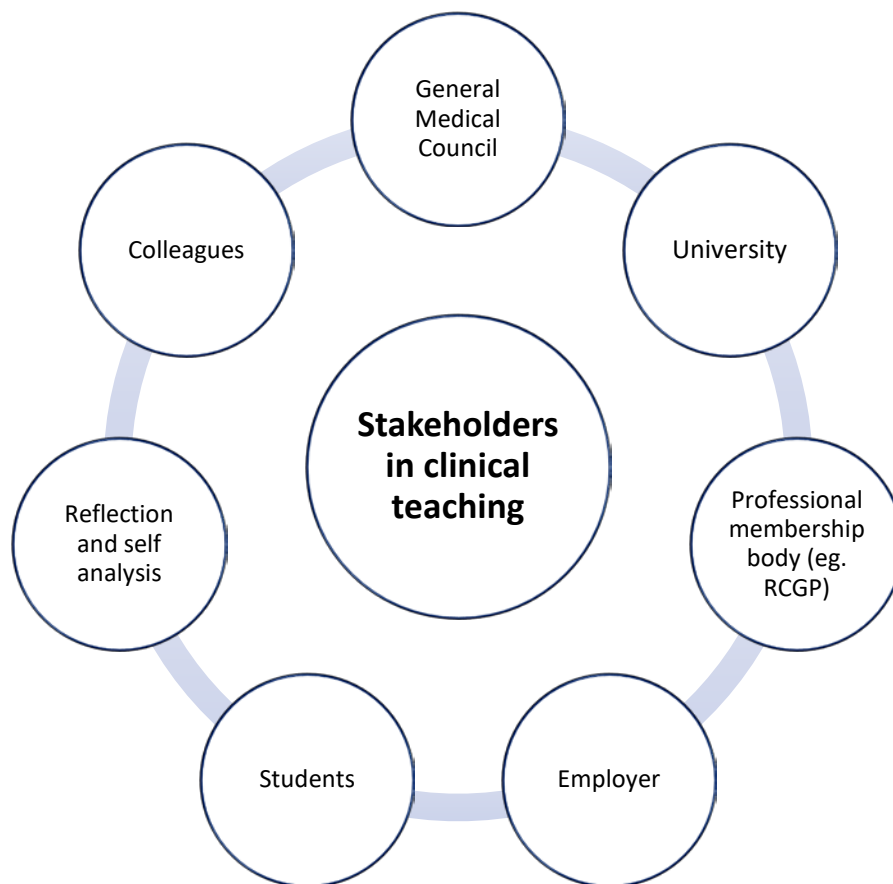 General
Medical
Council
University
Professional
membership
body (eg.
RCGP)
Employer
Students
Reflection
and self
analysis
Colleagues
Stakeholders
in clinical
teaching